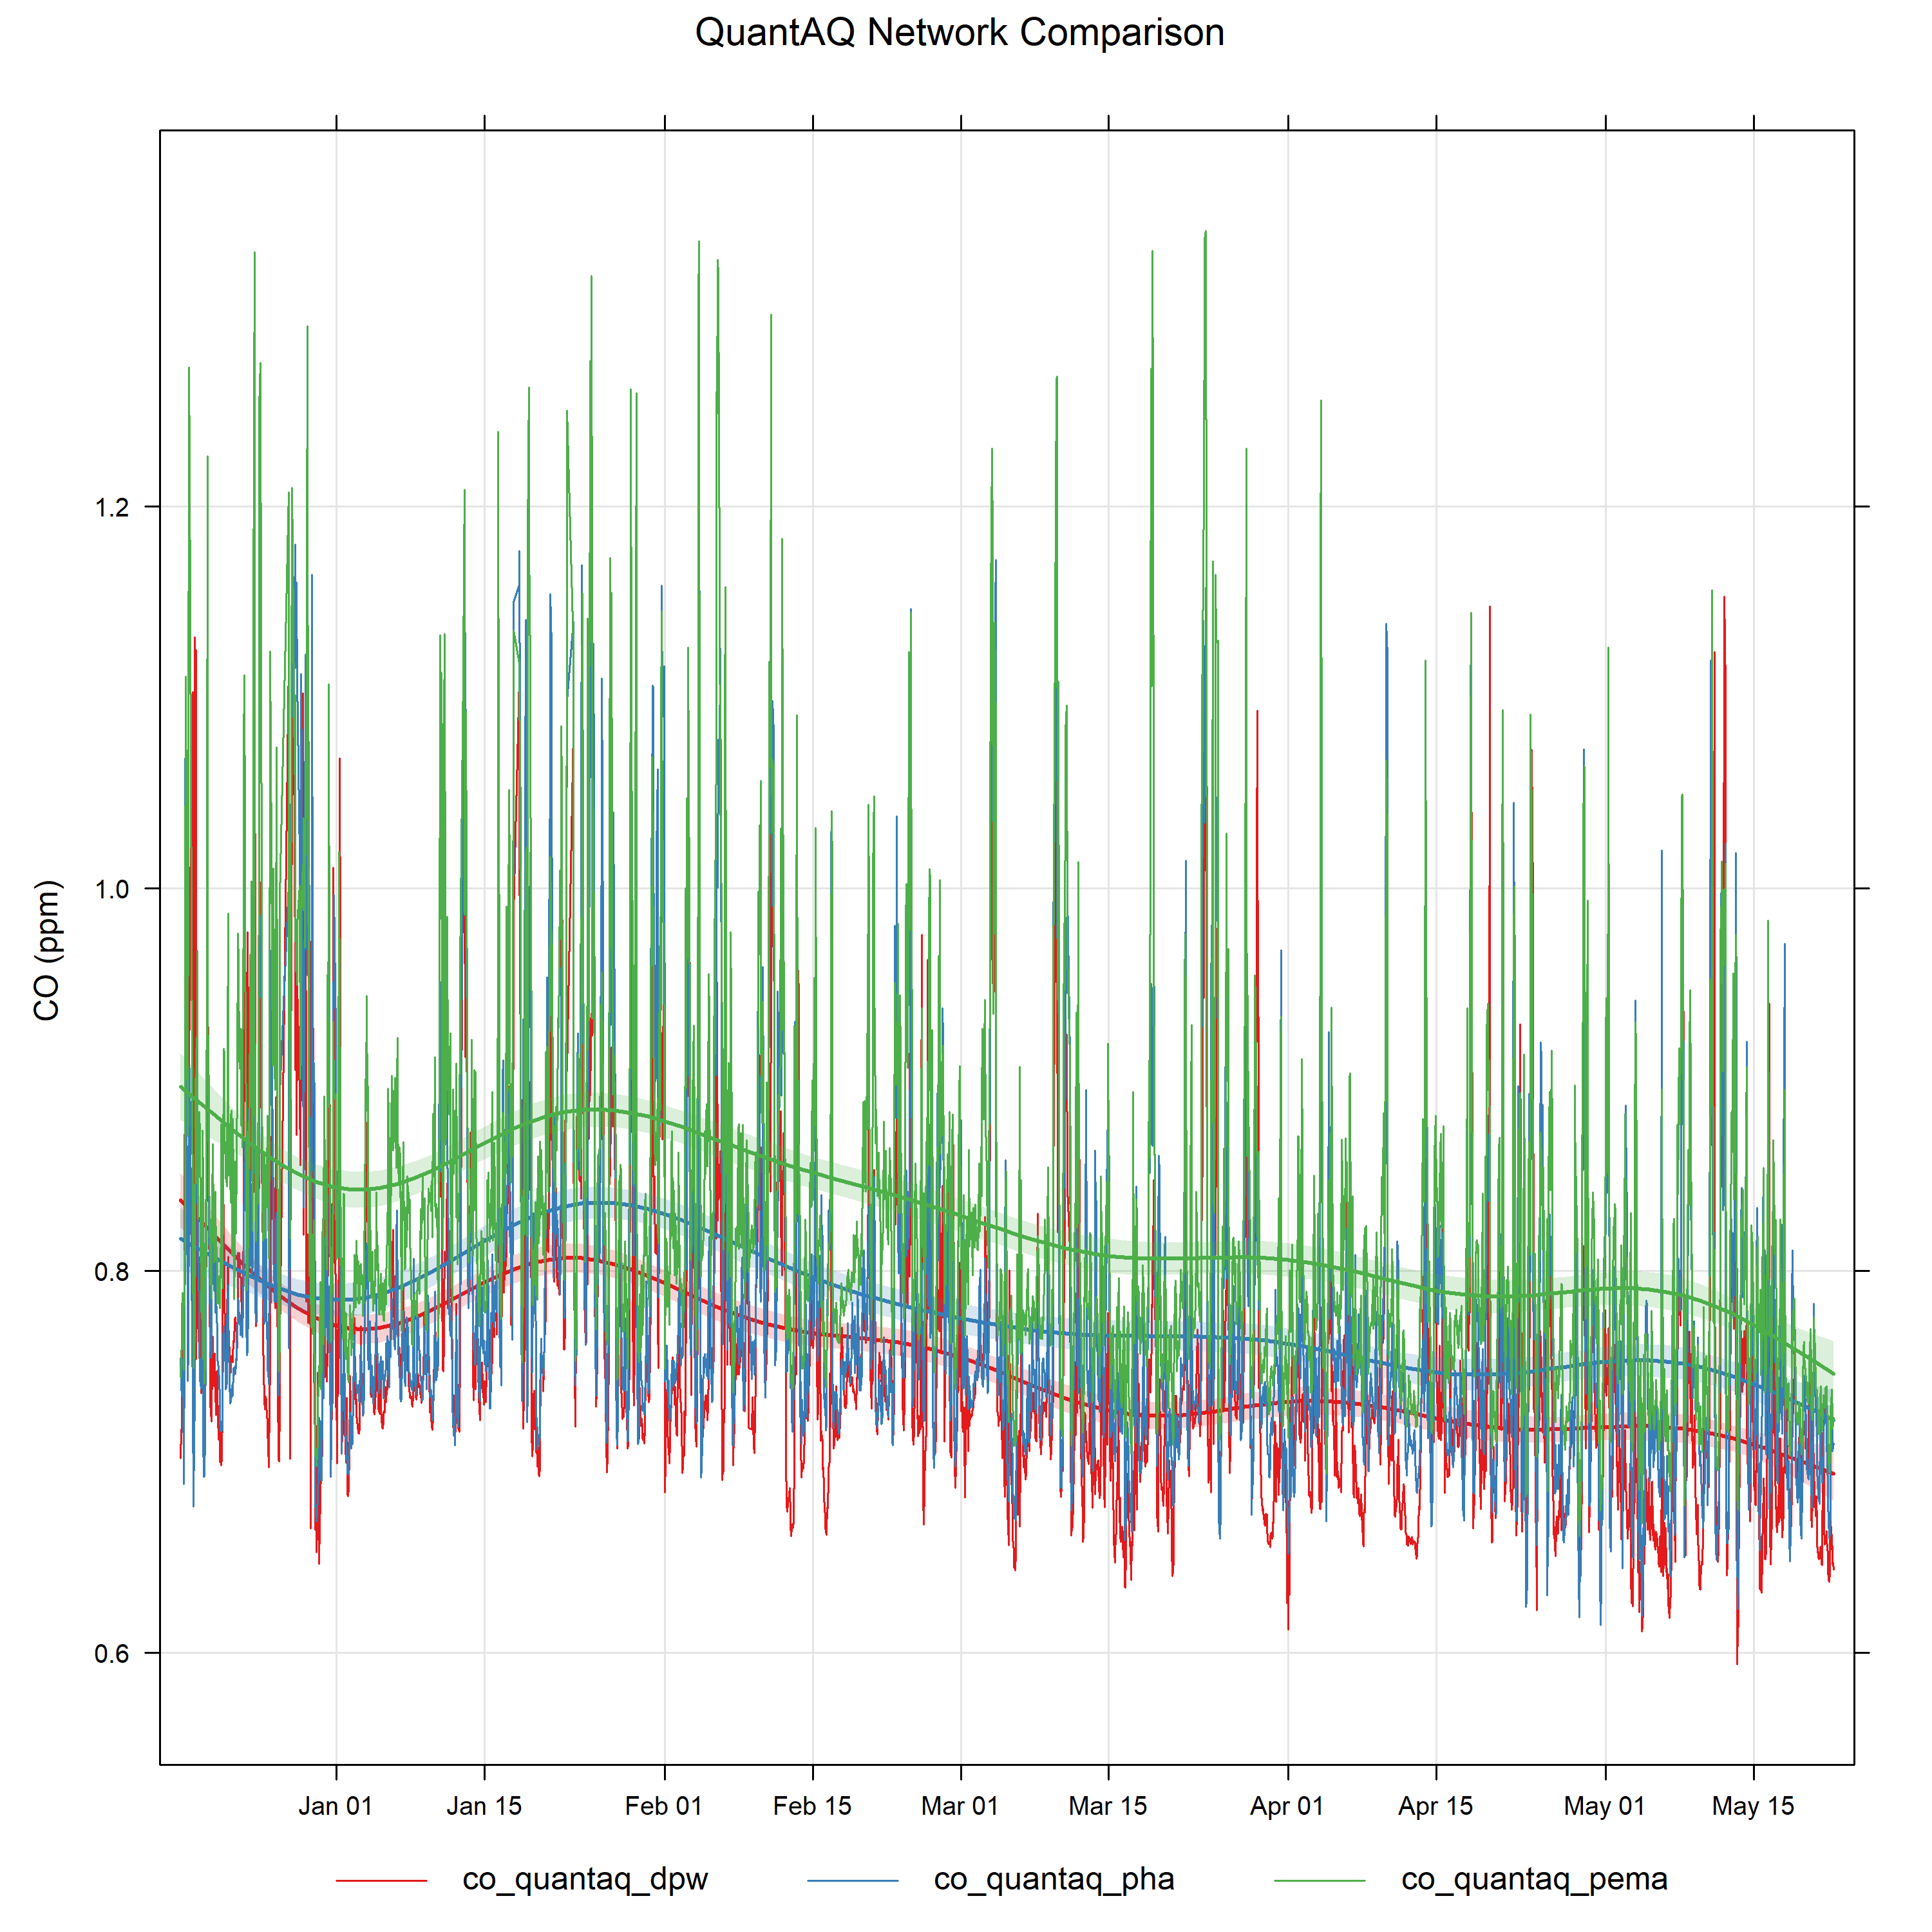 QuantAQ Network Comparison
CO (ppm)
1.2
1.0
0.8
0.6
Jan 01 Jan 15 Feb 01 Feb 15 Mar 01 Mar 15 Apr 01 Apr 15 May 01 May 15
co_quantaq_dpw co_quantaq_pha co_quantaq_pema